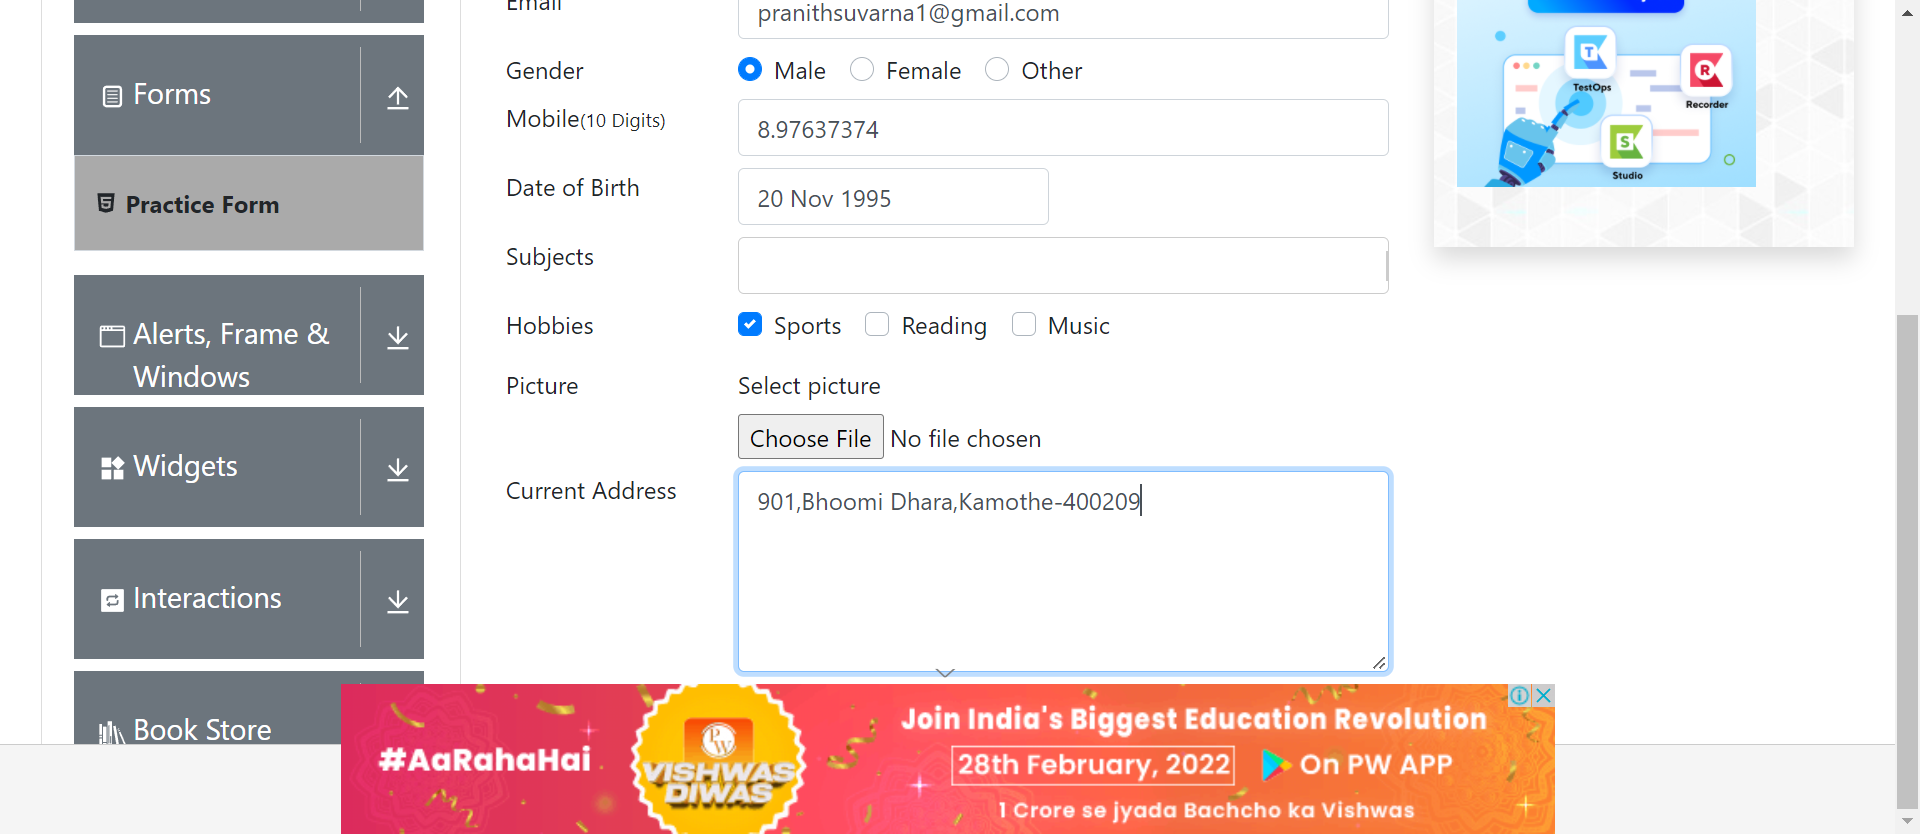 Email
pranithsuvarna1@gmail.com
Gender
Male Female Other
Mobile(10 Digits)
8.97637374
Date of Birth
20 Nov 1995
Subjects
Hobbies
Sports Reading Music
Picture
Select picture
Choose File No file chosen
Current Address
901,Bhoomi Dhara,Kamothe-400209
Forms
Practice Form
Alerts, Frame &
Windows
Widgets
Interactions
Book Store
T
TestOps
R
Recorder
S
Studio
#AaRahaHai
PW
VISHWAS
DIWAS
Join India's Biggest Education Revolution
28th February, 2022 On PW APP
1 Crore se jyada Bachcho ka Vishwas